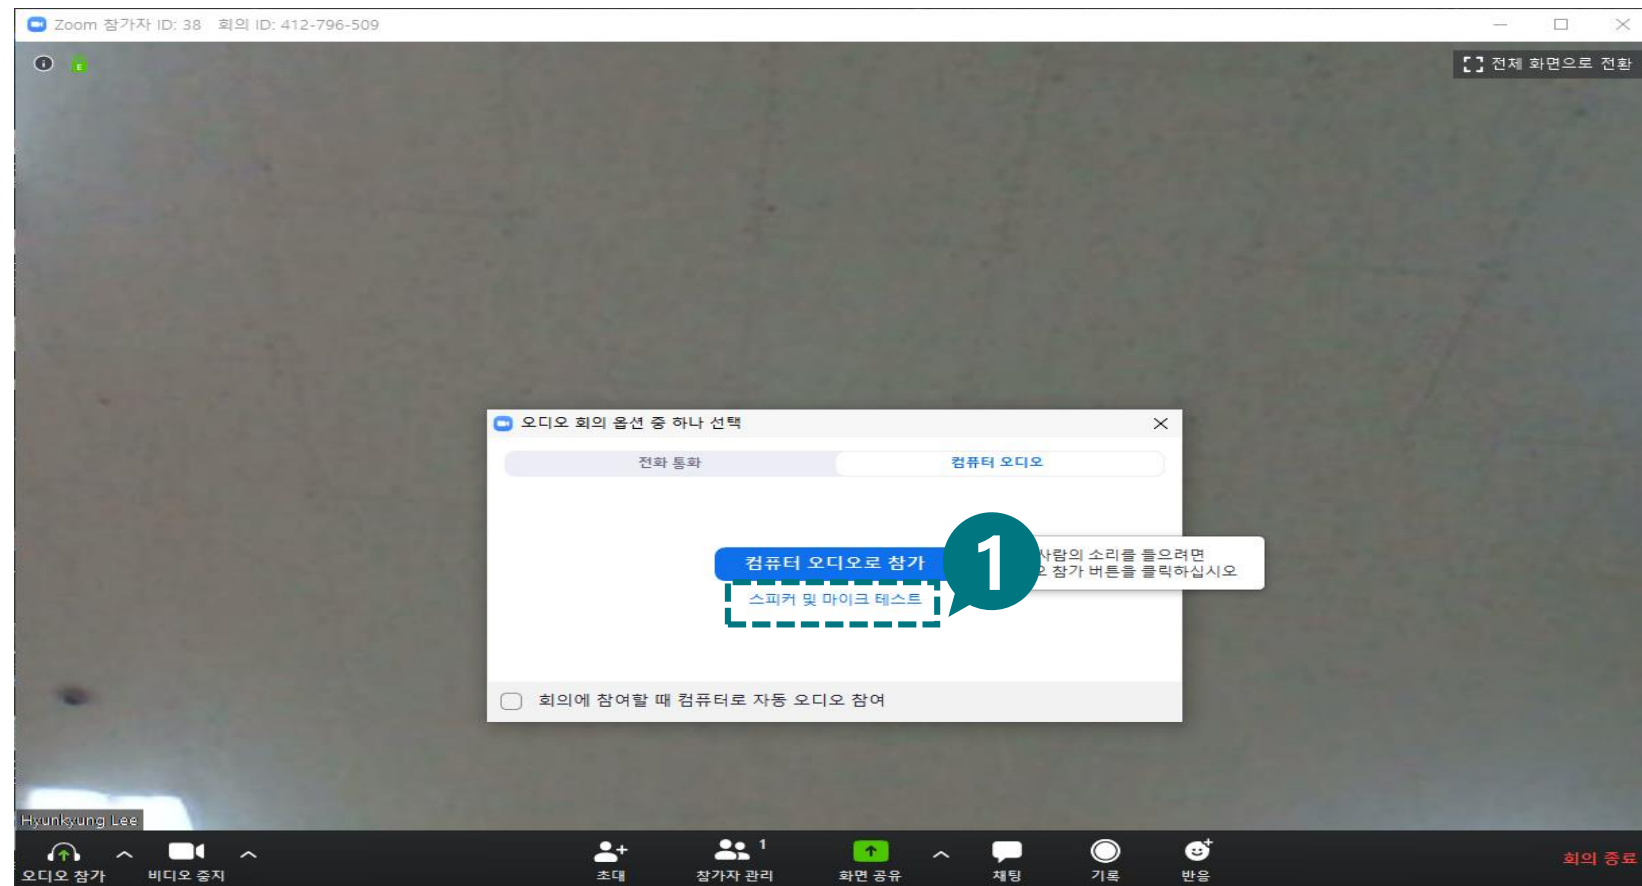 Zoom 참가자 ID: 38 회의 ID: 412-796-509
E
전체 화면으로 전환
오디오 회의 옵션 중 하나 선택
전화 통화 컴퓨터 오디오
컴퓨터 오디오로 참가
1
사람의 소리를 들으려면
참가 버튼을 클릭하십시오
스피커 및 마이크 테스트
회의에 참여할 때 컴퓨터로 자동 오디오 참여
Hyunkyung Lee
1
오디오 참가 비디오 중지 초대 참가자 관리 화면 공유 채팅 기록 반응 회의 종료